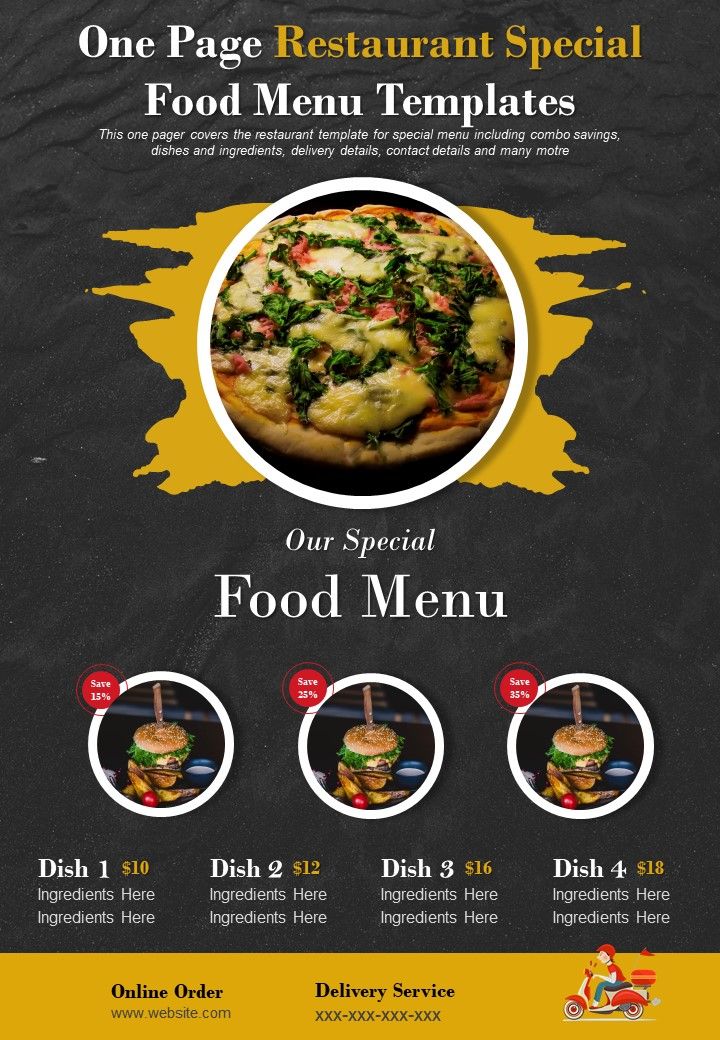 One Page Restaurant Special
Food Menu Templates
This one pager covers the restaurant template for special menu including combo savings,
dishes and ingredients, delivery details, contact details and many motre
Our Special
Food Menu
Save
15%
Save
25%
Save
35%
Dish 1 $10
Ingredients Here
Ingredients Here
Dish 2 $12
Ingredients Here
Ingredients Here
Dish 3 $16
Ingredients Here
Ingredients Here
Dish 4 $18
Ingredients Here
Ingredients Here
Online Order
www.website.com
Delivery Service
xxx-xxx-xxx-xxx